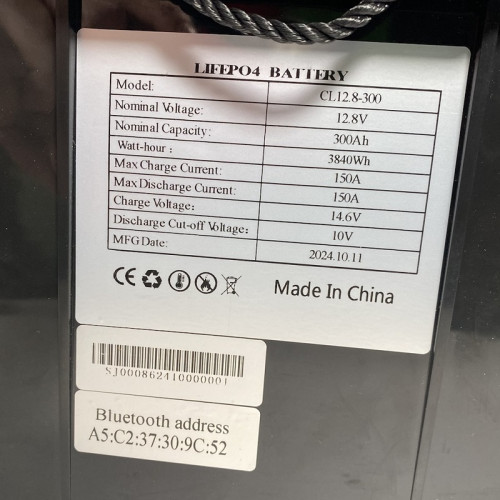 LIFEPO4 BATTERY
Model: CL12.8-300
Nominal Voltage: 12.8V
Nominal Capacity: 300Ah
Watt-hour : 3840Wh
Max Charge Current: 150A
Max Discharge Current: 150A
Charge Voltage: 14.6V
Discharge Cut-off Voltage: 10V
MFG Date: 2024.10.11
CE Made In China
SJ000862410000001
Bluetooth address
A5:C2:37:30:9C:52